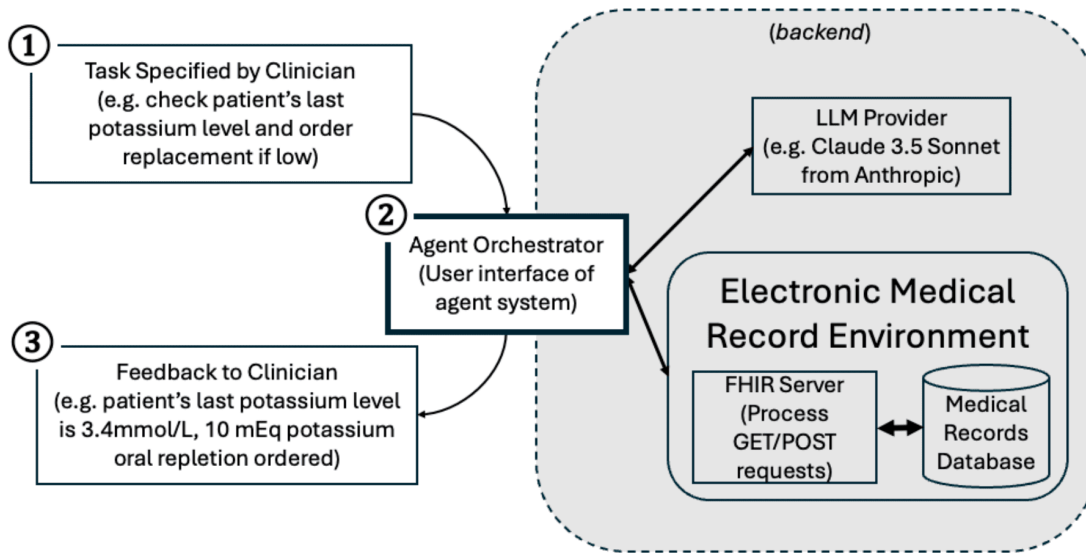 ①
Task Specified by Clinician
(e.g. check patient's last
potassium level and order
replacement if low)
②
Agent Orchestrator
(User interface of
agent system)
③
Feedback to Clinician
(e.g. patient's last potassium level
is 3.4mmol/L, 10 mEq potassium
oral repletion ordered)
(backend)
LLM Provider
(e.g. Claude 3.5 Sonnet
from Anthropic)
Electronic Medical
Record Environment
FHIR Server
(Process
GET/POST
requests)
Medical
Records
Database